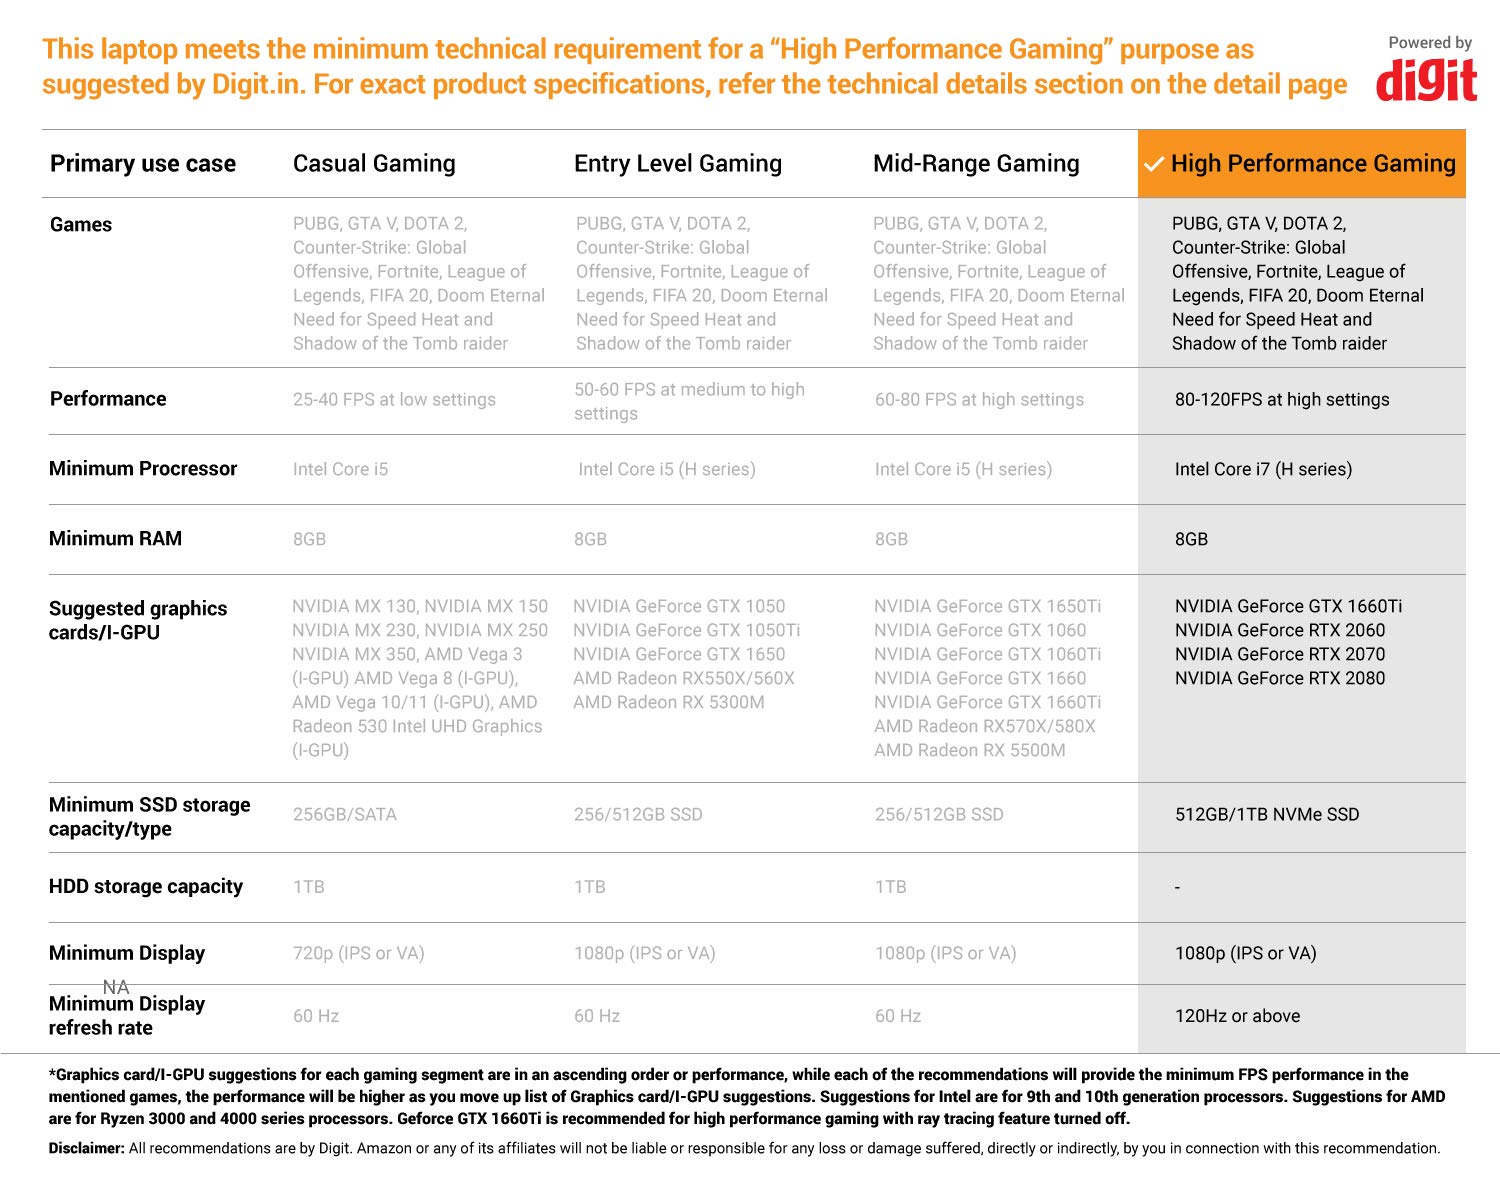 This laptop meets the minimum technical requirement for a “High Performance Gaming” purpose as
suggested by Digit.in. For exact product specifications, refer the technical details section on the detail page
Powered by
digit
Primary use case
Casual Gaming
Entry Level Gaming
Mid-Range Gaming
✓ High Performance Gaming
Games
PUBG, GTA V, DOTA 2,
Counter-Strike: Global
Offensive, Fortnite, League of
Legends, FIFA 20, Doom Eternal
Need for Speed Heat and
Shadow of the Tomb raider
PUBG, GTA V, DOTA 2,
Counter-Strike: Global
Offensive, Fortnite, League of
Legends, FIFA 20, Doom Eternal
Need for Speed Heat and
Shadow of the Tomb raider
PUBG, GTA V, DOTA 2,
Counter-Strike: Global
Offensive, Fortnite, League of
Legends, FIFA 20, Doom Eternal
Need for Speed Heat and
Shadow of the Tomb raider
PUBG, GTA V, DOTA 2,
Counter-Strike: Global
Offensive, Fortnite, League of
Legends, FIFA 20, Doom Eternal
Need for Speed Heat and
Shadow of the Tomb raider
Performance
25-40 FPS at low settings
50-60 FPS at medium to high
settings
60-80 FPS at high settings
80-120FPS at high settings
Minimum Procressor
Intel Core i5
Intel Core i5 (H series)
Intel Core i5 (H series)
Intel Core i7 (H series)
Minimum RAM
8GB
8GB
8GB
8GB
Suggested graphics
cards/I-GPU
NVIDIA MX 130, NVIDIA MX 150
NVIDIA MX 230, NVIDIA MX 250
NVIDIA MX 350, AMD Vega 3
(I-GPU) AMD Vega 8 (I-GPU),
AMD Vega 10/11 (I-GPU), AMD
Radeon 530 Intel UHD Graphics
(I-GPU)
NVIDIA GeForce GTX 1050
NVIDIA GeForce GTX 1050Ti
NVIDIA GeForce GTX 1650
AMD Radeon RX550X/560X
AMD Radeon RX 5300M
NVIDIA GeForce GTX 1650Ti
NVIDIA GeForce GTX 1060
NVIDIA GeForce GTX 1060Ti
NVIDIA GeForce GTX 1660
NVIDIA GeForce GTX 1660Ti
AMD Radeon RX570X/580X
AMD Radeon RX 5500M
NVIDIA GeForce GTX 1660Ti
NVIDIA GeForce RTX 2060
NVIDIA GeForce RTX 2070
NVIDIA GeForce RTX 2080
Minimum SSD storage
capacity/type
256GB/SATA
256/512GB SSD
256/512GB SSD
512GB/1TB NVMe SSD
HDD storage capacity
1TB
1TB
1TB
-
Minimum Display
720p (IPS or VA)
1080p (IPS or VA)
1080p (IPS or VA)
1080p (IPS or VA)
NA
Minimum Display
refresh rate
60 Hz
60 Hz
60 Hz
120Hz or above
*Graphics card/I-GPU suggestions for each gaming segment are in an ascending order or performance, while each of the recommendations will provide the minimum FPS performance in the
mentioned games, the performance will be higher as you move up list of Graphics card/I-GPU suggestions. Suggestions for Intel are for 9th and 10th generation processors. Suggestions for AMD
are for Ryzen 3000 and 4000 series processors. Geforce GTX 1660Ti is recommended for high performance gaming with ray tracing feature turned off.
Disclaimer: All recommendations are by Digit. Amazon or any of its affiliates will not be liable or responsible for any loss or damage suffered, directly or indirectly, by you in connection with this recommendation.